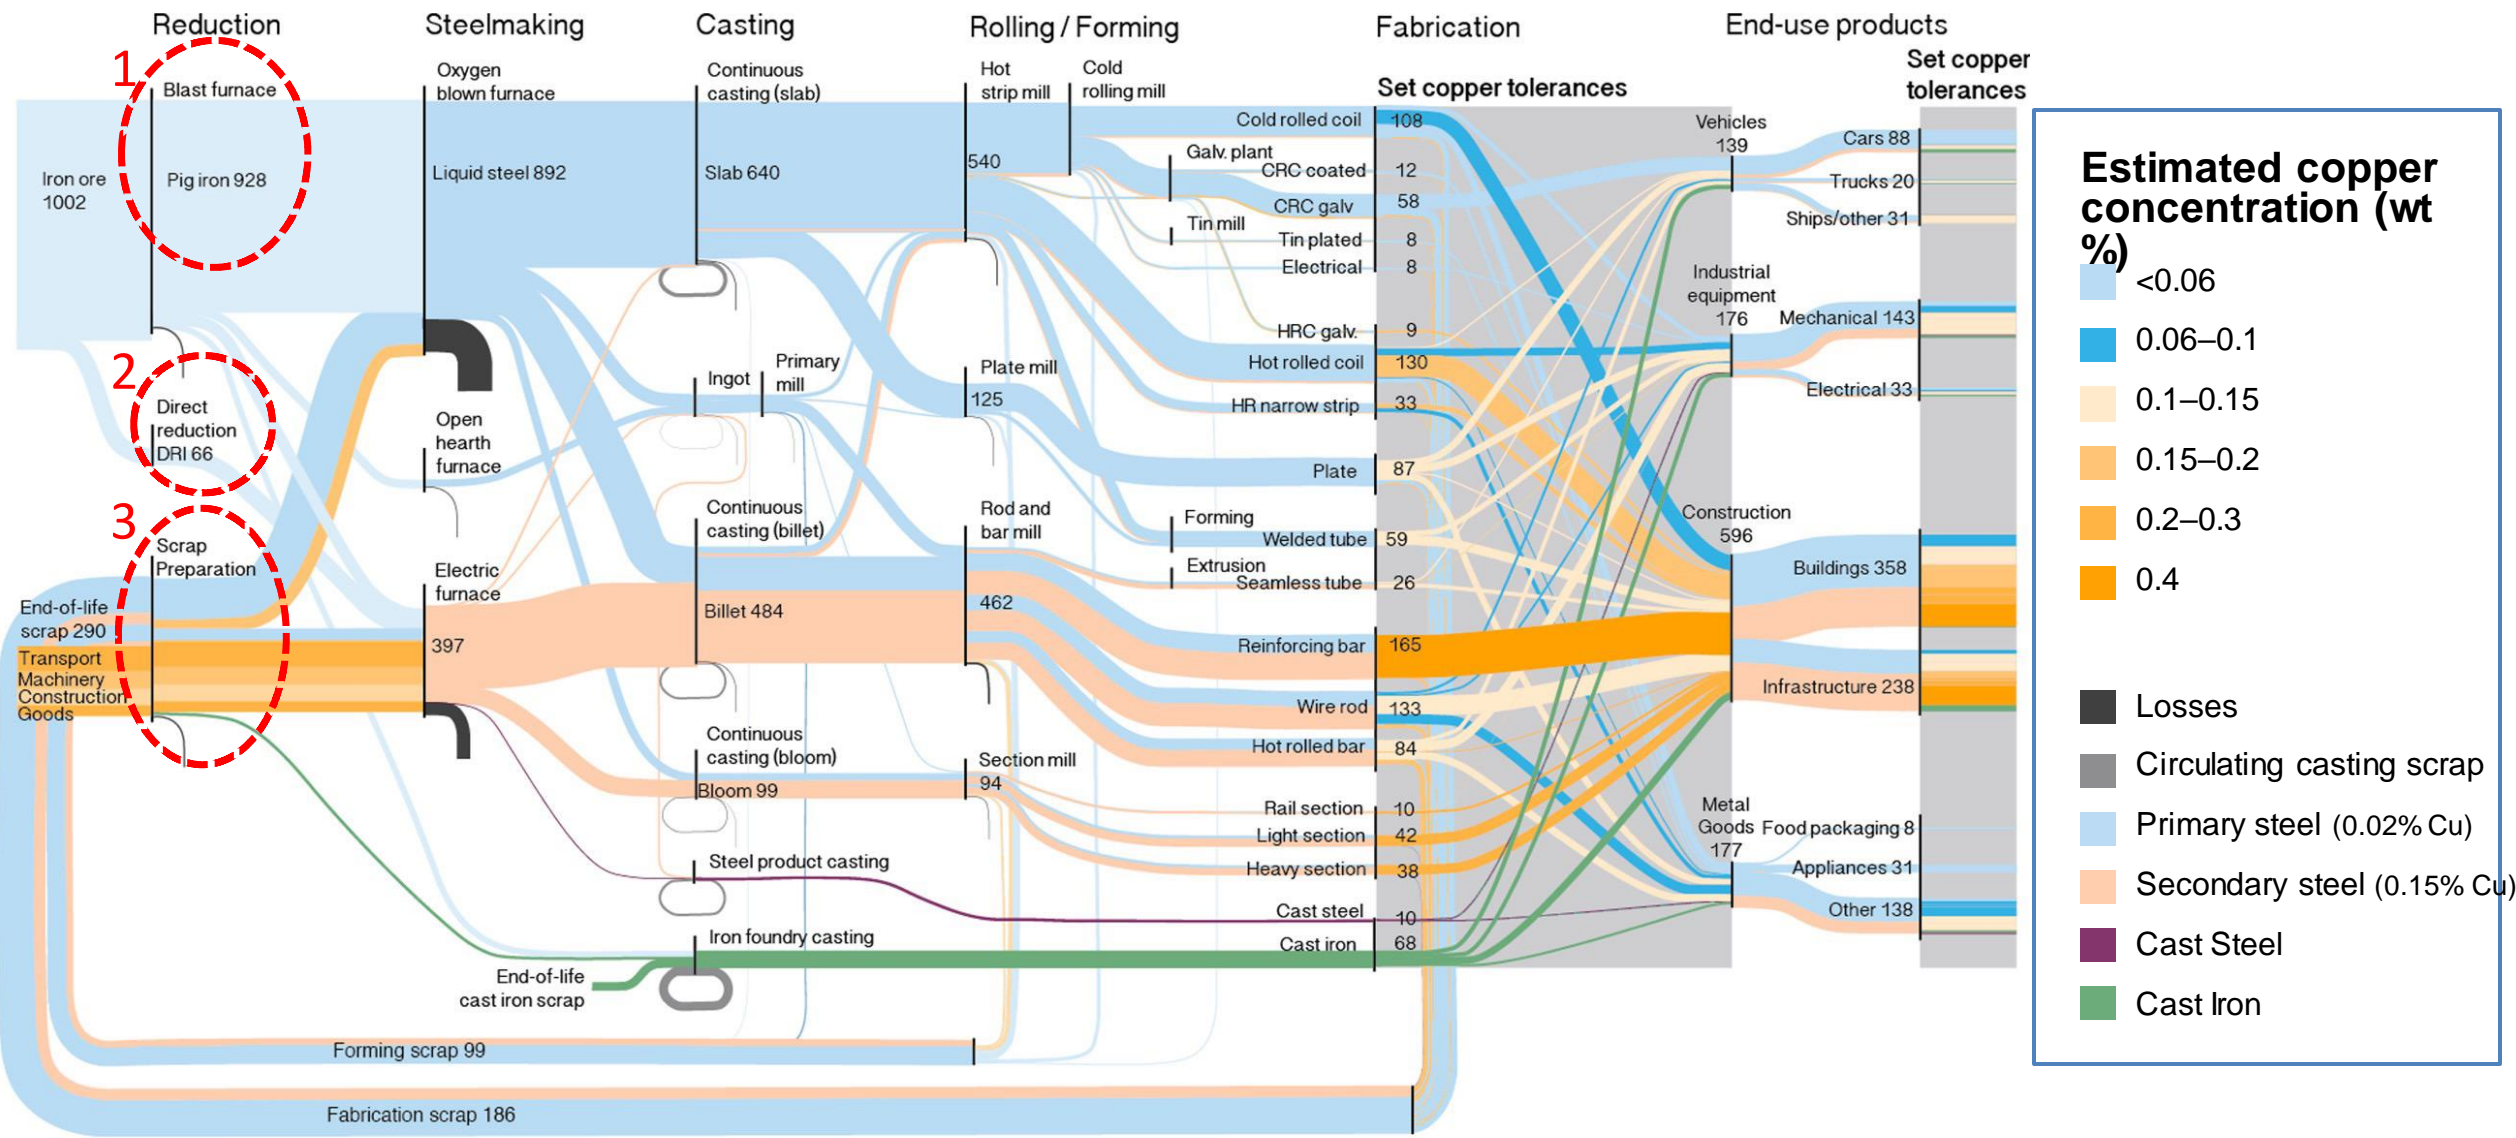 Reduction
Steelmaking
Casting
Rolling / Forming
Fabrication
End-use products
1
Blast furnace
Iron ore
1002
Pig iron 928
2
Direct
reduction
DRI 66
3
Scrap
Preparation
End-of-life
scrap 290
Transport
Machinery
Construction
Goods
Oxygen
blown furnace
Liquid steel 892
Open
hearth
furnace
Electric
furnace
397
Continuous
casting (slab)
Slab 640
Ingot
Primary
mill
Continuous
casting (billet)
Billet 484
Continuous
casting (bloom)
Bloom 99
Steel product casting
Iron foundry casting
End-of-life
cast iron scrap
Forming scrap 99
Fabrication scrap 186
Hot
strip mill
540
Cold
rolling mill
Galv. plant
Tin mill
Plate mill
125
Forming
Extrusion
Rod and
bar mill
462
Section mill
94
Set copper tolerances
Cold rolled coil 108
CRC coated 12
CRC galv 58
Tin plated 8
Electrical 8
HRC galv. 9
Hot rolled coil 130
HR narrow strip 33
Plate 87
Welded tube 59
Seamless tube 26
Reinforcing bar 165
Wire rod 133
Hot rolled bar 84
Rail section 10
Light section 42
Heavy section 38
Cast steel 10
Cast iron 68
Vehicles
139
Industrial
equipment
176
Construction
596
Metal
Goods
177
Set copper
tolerances
Cars 88
Trucks 20
Ships/other 31
Mechanical 143
Electrical 33
Buildings 358
Infrastructure 238
Food packaging 8
Appliances 31
Other 138
Estimated copper
concentration (wt
%)
<0.06
0.06–0.1
0.1–0.15
0.15–0.2
0.2–0.3
0.4
Losses
Circulating casting scrap
Primary steel (0.02% Cu)
Secondary steel (0.15% Cu)
Cast Steel
Cast Iron